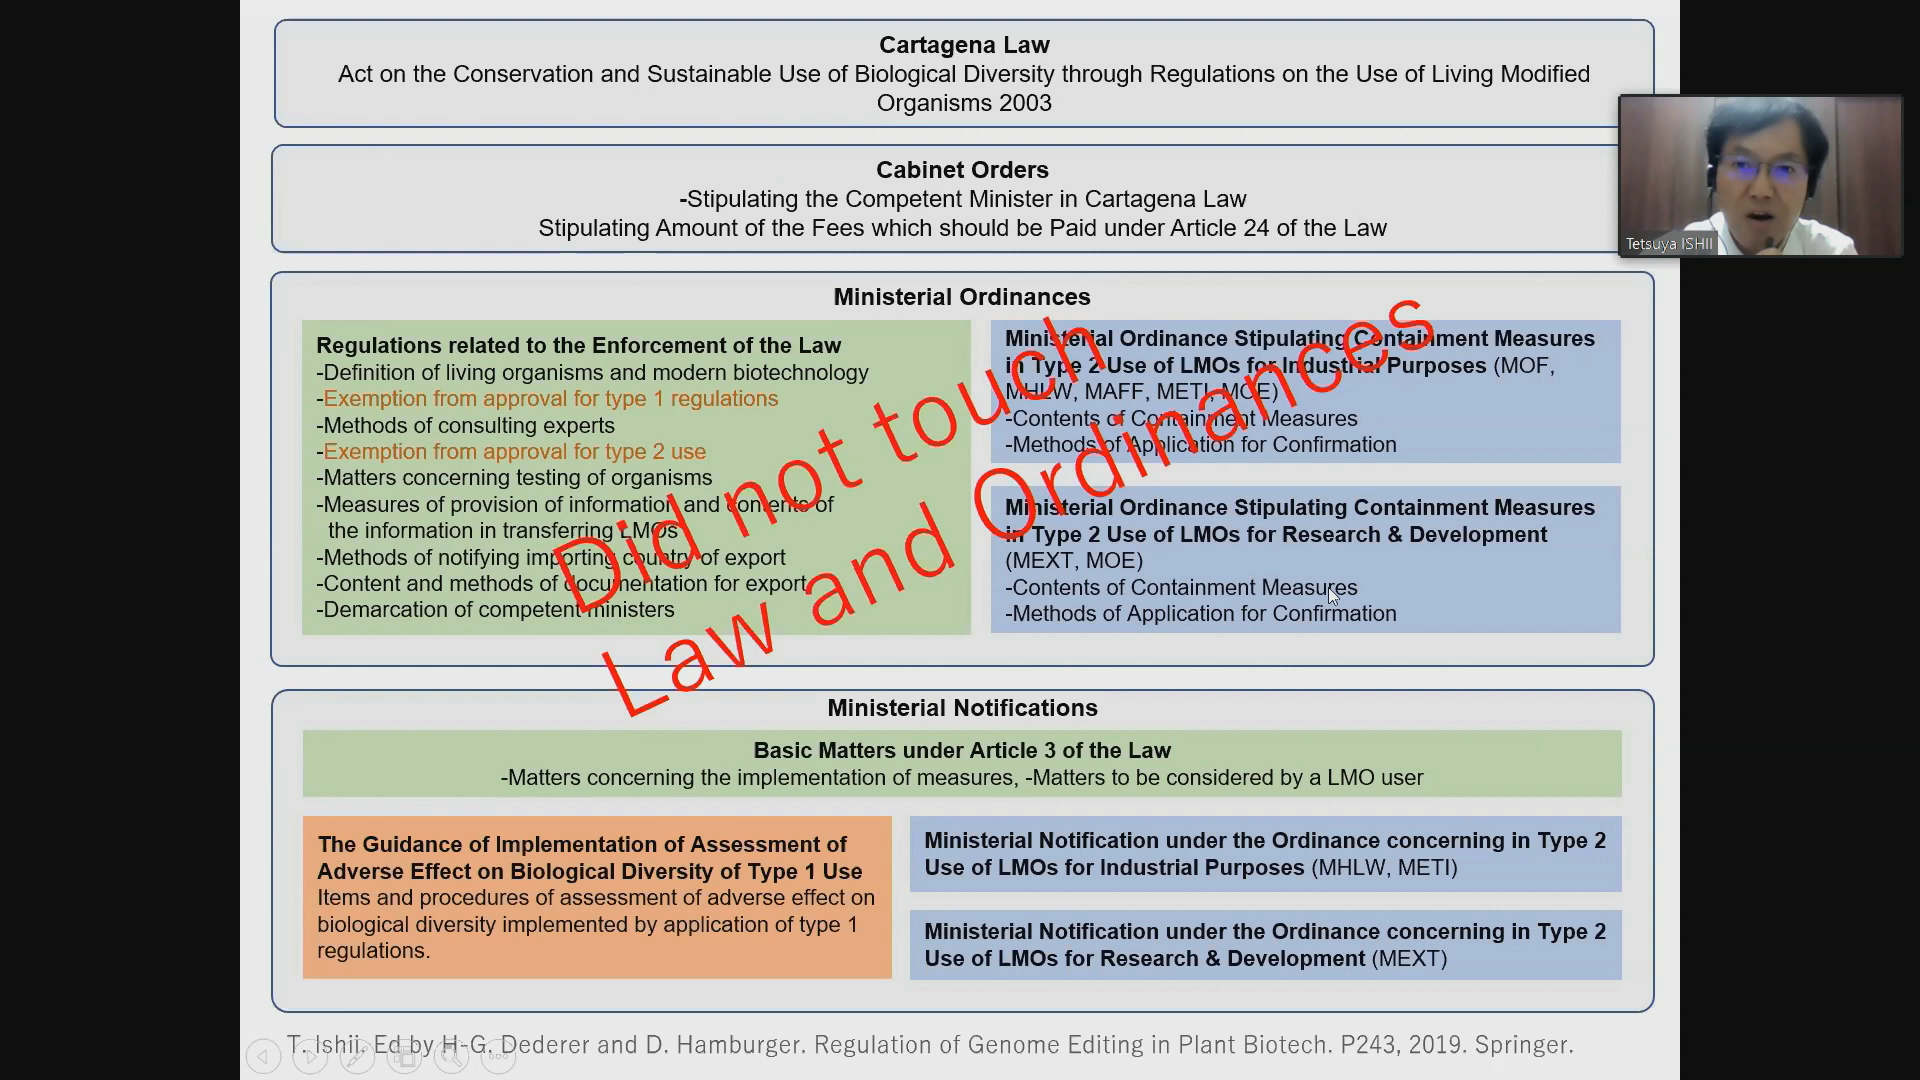 Cartagena Law
Act on the Conservation and Sustainable Use of Biological Diversity through Regulations on the Use of Living Modified
Organisms 2003
Cabinet Orders
-Stipulating the Competent Minister in Cartagena Law
Stipulating Amount of the Fees which should be Paid under Article 24 of the Law
Tetsuya ISHII
Ministerial Ordinances
Regulations related to the Enforcement of the Law
-Definition of living organisms and modern biotechnology
-Exemption from approval for type 1 regulations
-Methods of consulting experts
-Exemption from approval for type 2 use
-Matters concerning testing of organisms
-Measures of provision of information and contents of
the information in transferring LMOs
-Methods of notifying importing country of export
-Content and methods of documentation for export
-Demarcation of competent ministers
Ministerial Ordinance Stipulating Containment Measures
in Type 2 Use of LMOs for Industrial Purposes (MOF,
MHLW, MAFF, METI, MOE)
-Contents of Containment Measures
-Methods of Application for Confirmation
Ministerial Ordinance Stipulating Containment Measures
in Type 2 Use of LMOs for Research & Development
(MEXT, MOE)
-Contents of Containment Measures
-Methods of Application for Confirmation
Did not touch
Law and Ordinances
Ministerial Notifications
Basic Matters under Article 3 of the Law
-Matters concerning the implementation of measures, -Matters to be considered by a LMO user
The Guidance of Implementation of Assessment of
Adverse Effect on Biological Diversity of Type 1 Use
Items and procedures of assessment of adverse effect on
biological diversity implemented by application of type 1
regulations.
Ministerial Notification under the Ordinance concerning in Type 2
Use of LMOs for Industrial Purposes (MHLW, METI)
Ministerial Notification under the Ordinance concerning in Type 2
Use of LMOs for Research & Development (MEXT)
T. Ishii. Ed by H-G. Dederer and D. Hamburger. Regulation of Genome Editing in Plant Biotech. P243, 2019. Springer.